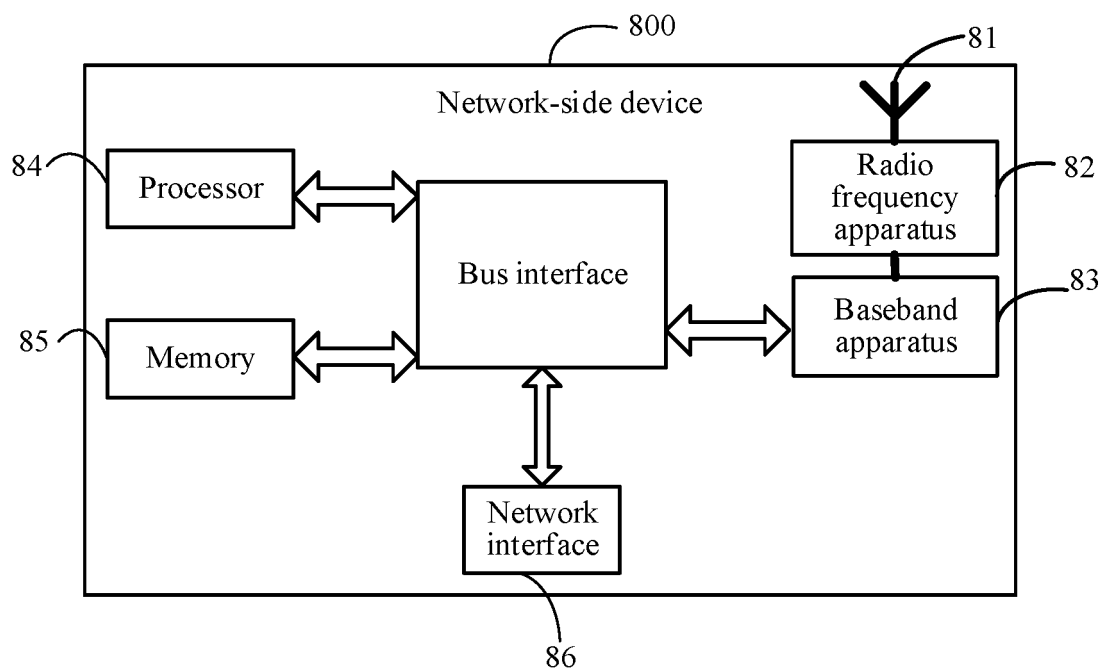 800
81
Network-side device
84
Processor
Radio
frequency
apparatus
82
Bus interface
83
Baseband
apparatus
85
Memory
Network
interface
86